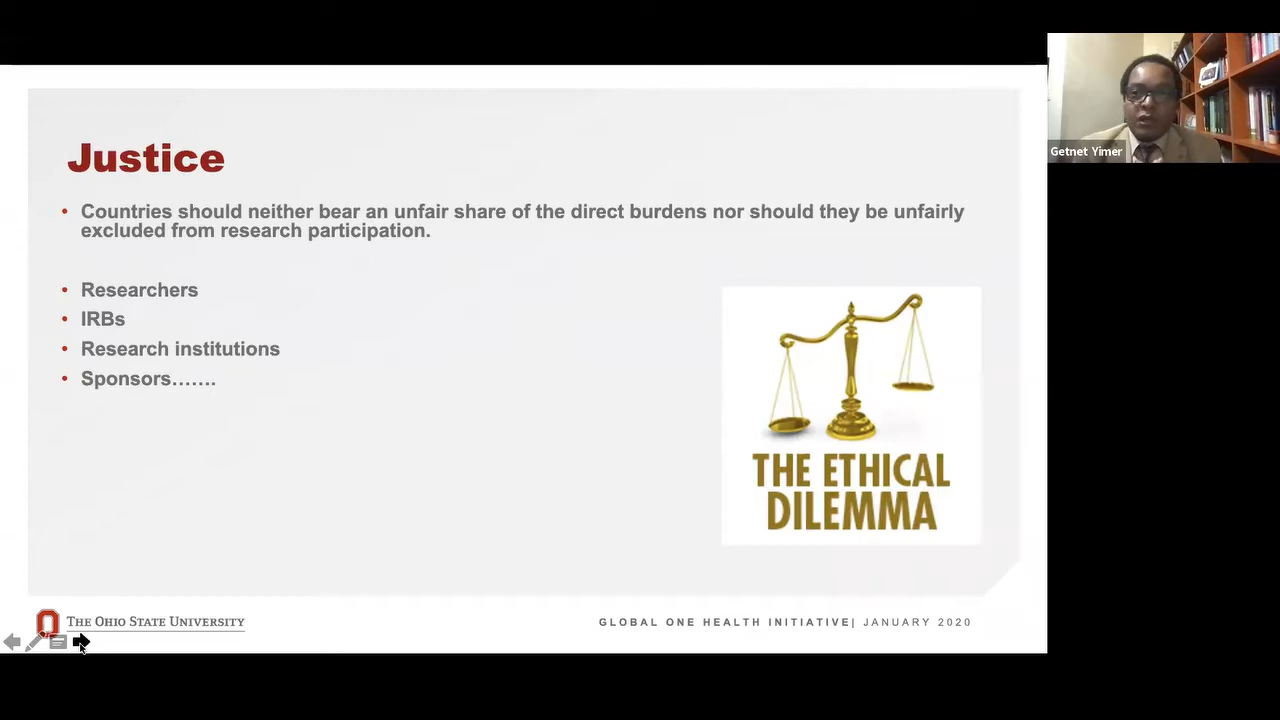 Justice
• Countries should neither bear an unfair share of the direct burdens nor should they be unfairly
excluded from research participation.
• Researchers
• IRBs
• Research institutions
• Sponsors…….
THE ETHICAL
DILEMMA
THE OHIO STATE UNIVERSITY
GLOBAL ONE HEALTH INITIATIVE| JANUARY 2020
Getnet Yimer